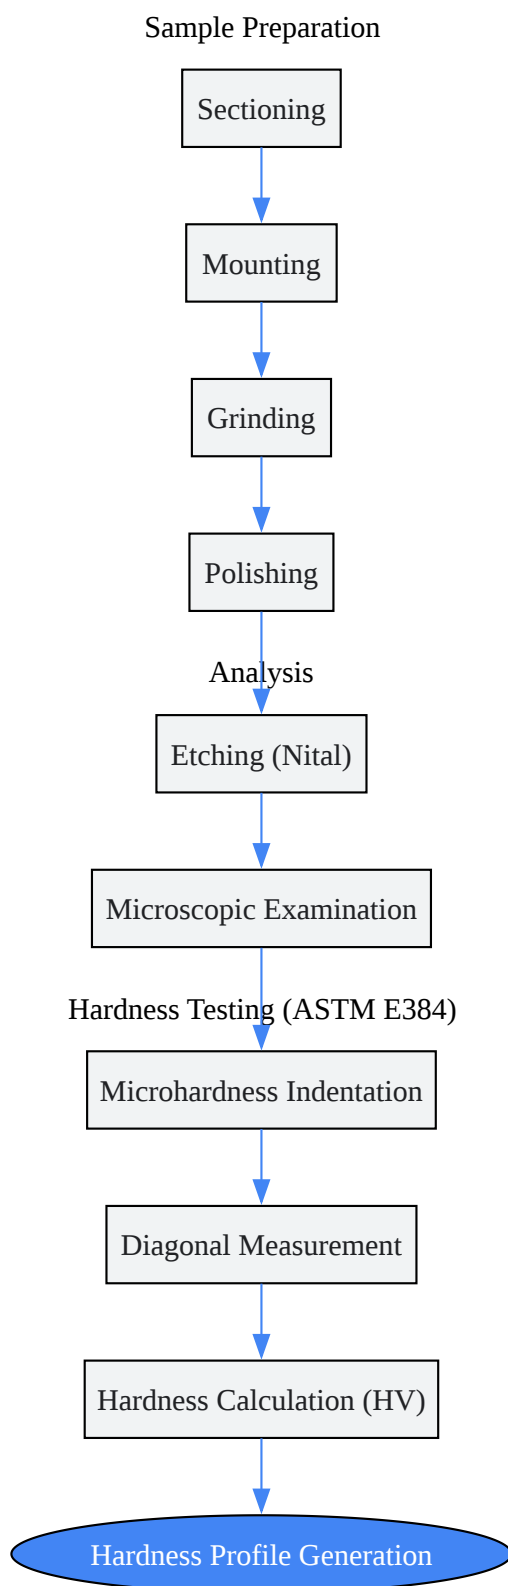 Sample Preparation
Sectioning
Mounting
Grinding
Polishing
Analysis
Etching (Nital)
Microscopic Examination
Hardness Testing (ASTM E384)
Microhardness Indentation
Diagonal Measurement
Hardness Calculation (HV)
Hardness Profile Generation